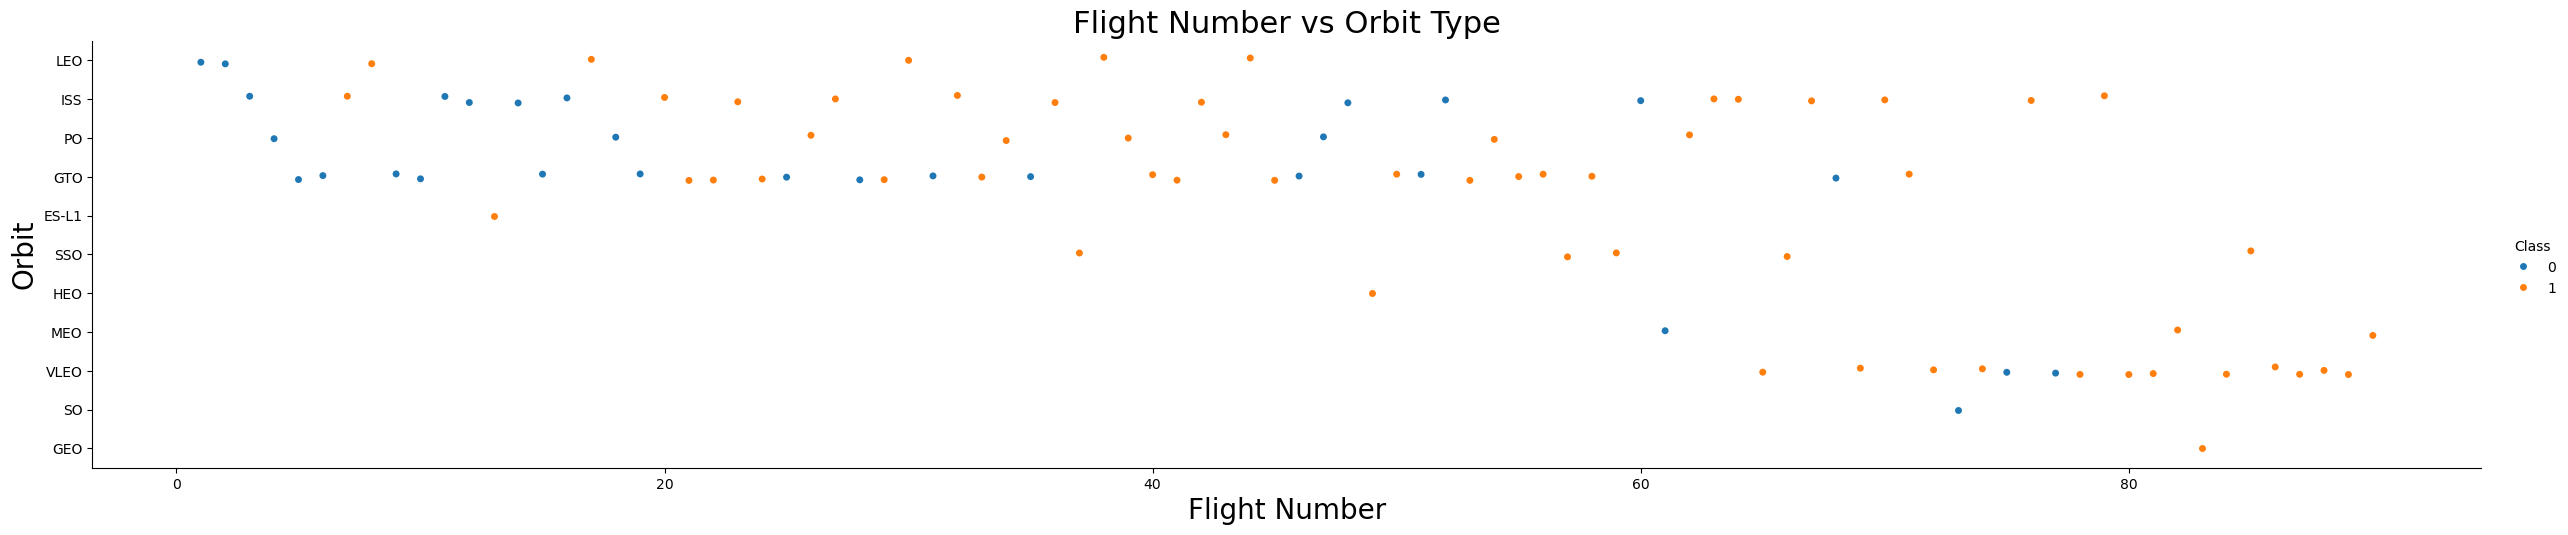 Flight Number vs Orbit Type
Orbit
LEO
ISS
PO
GTO
ES-L1
SSO
HEO
MEO
VLEO
SO
GEO
0 20 40 60 80
Flight Number
Class
0
1